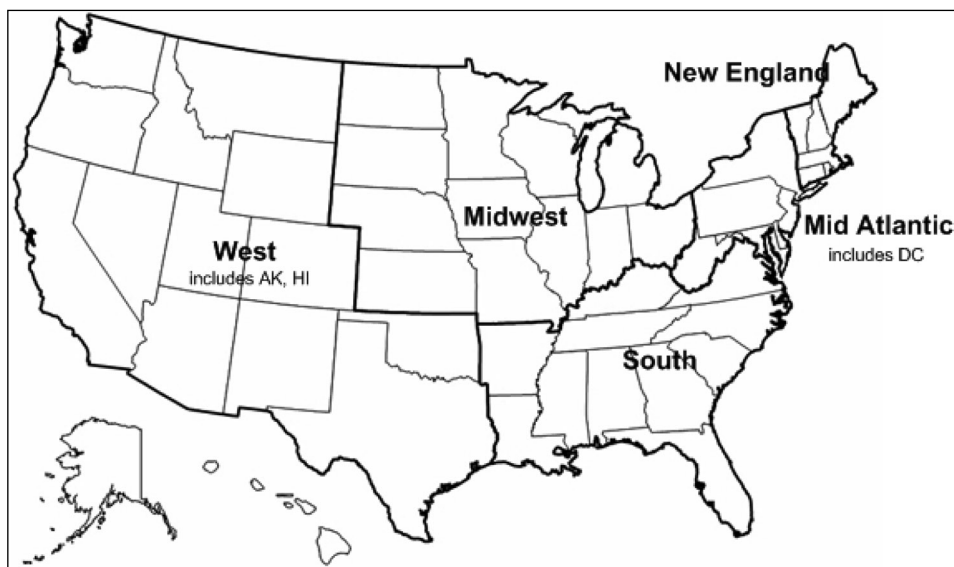 New England
Midwest
Mid Atlantic
includes DC
West
includes AK, HI
South